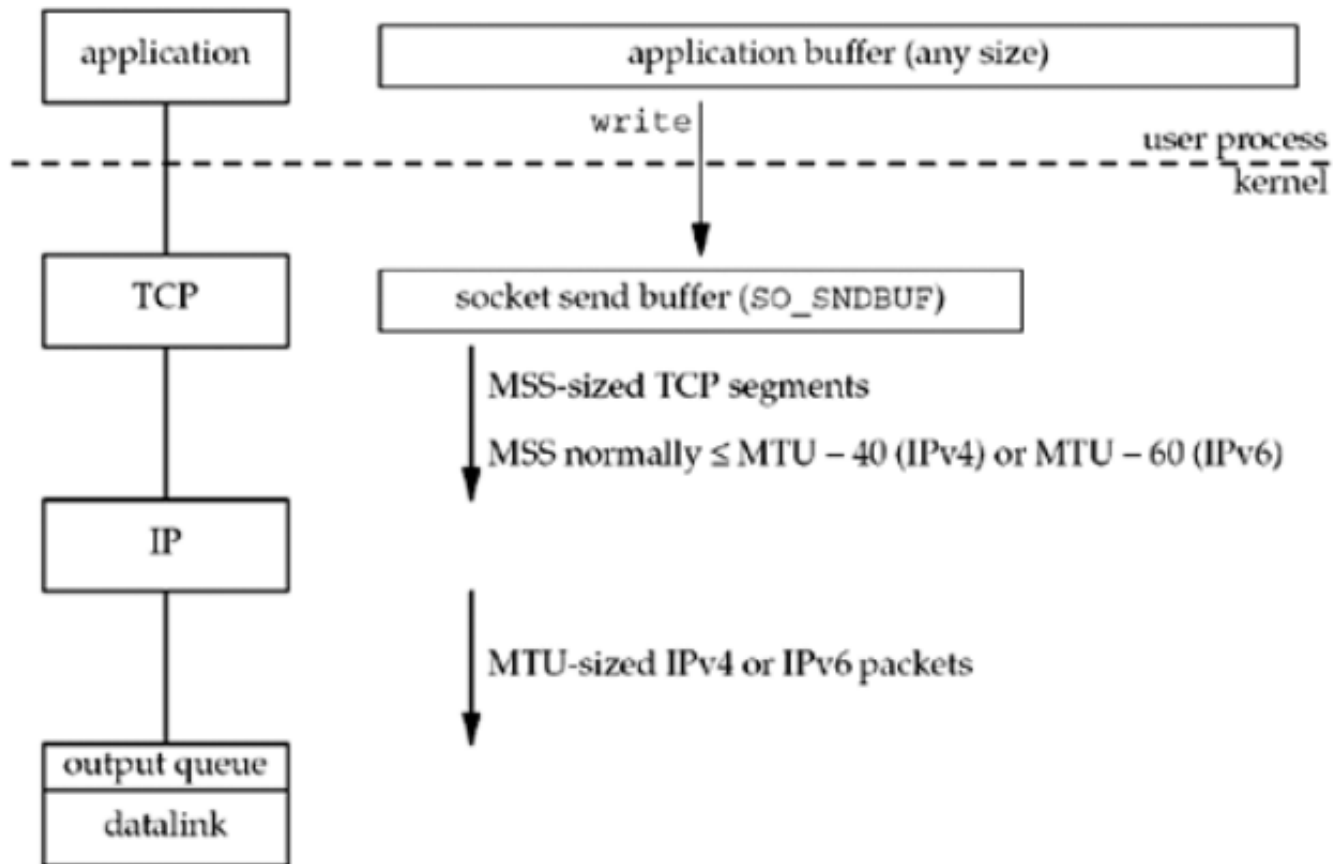 application
application buffer (any size)
write
user process
kernel
TCP
socket send buffer (SO_SNDBUF)
MSS-sized TCP segments
MSS normally ≤ MTU – 40 (IPv4) or MTU – 60 (IPv6)
IP
MTU-sized IPv4 or IPv6 packets
output queue
datalink